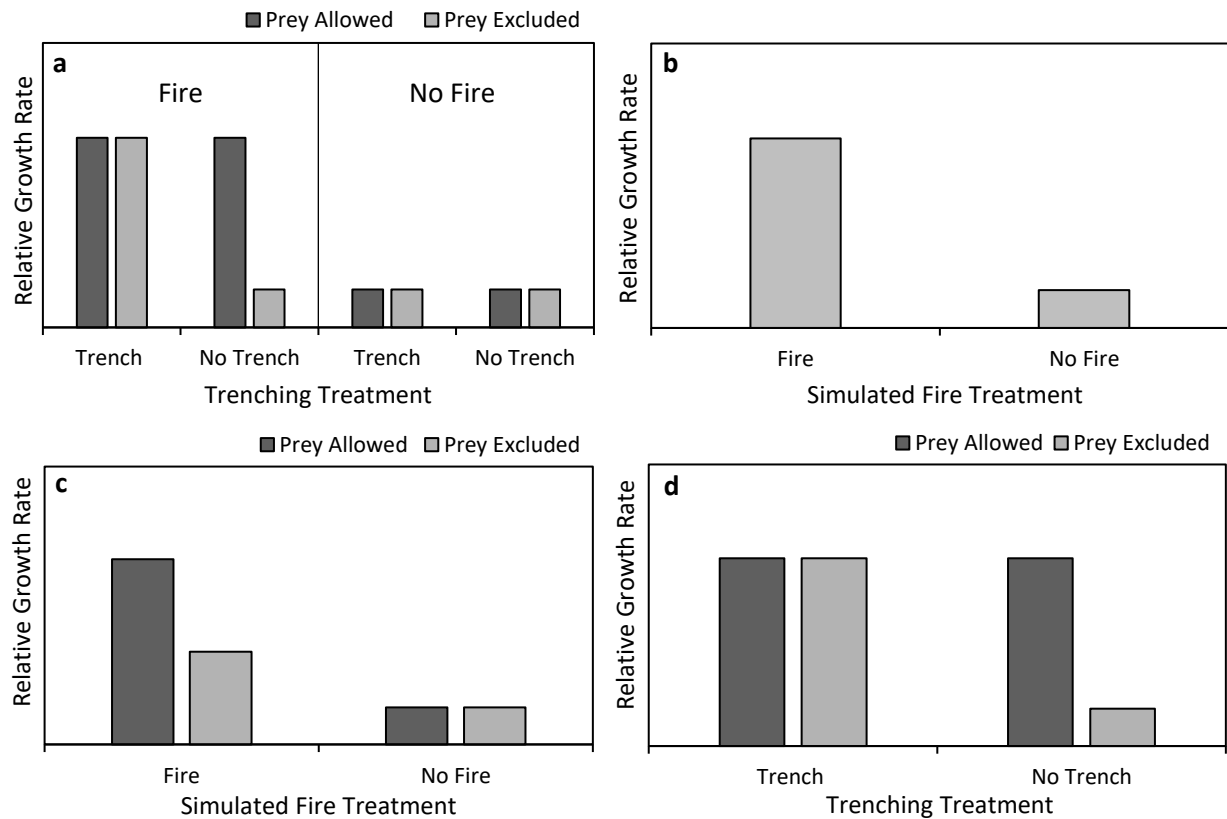 Prey Allowed Prey Excluded
a
Fire No Fire
Relative Growth Rate
Trench No Trench Trench No Trench
Trenching Treatment
b
Relative Growth Rate
Fire No Fire
Simulated Fire Treatment
Prey Allowed Prey Excluded
c
Relative Growth Rate
Fire No Fire
Simulated Fire Treatment
Prey Allowed Prey Excluded
d
Relative Growth Rate
Trench No Trench
Trenching Treatment